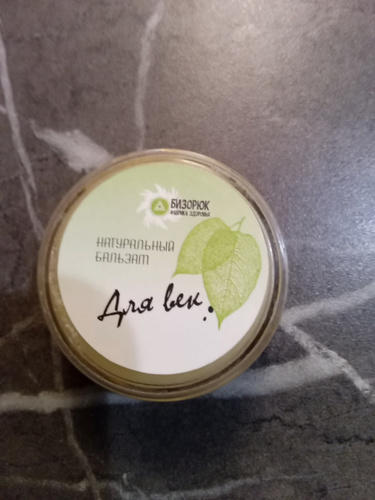 БИЗОРЮК
ФАБРИКА ЗДОРОВЬЯ
НАТУРАЛЬНЫЙ
БАЛЬЗАМ
Для век.